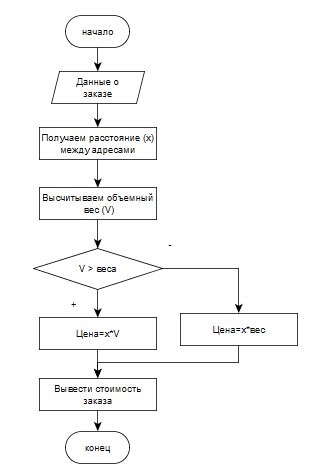 начало
Данные о
заказе
Получаем расстояние (x)
между адресами
Высчитываем объемный
вес (V)
-
V > веса
+
Цена=x*V
Цена=x*вес
Вывести стоимость
заказа
конец